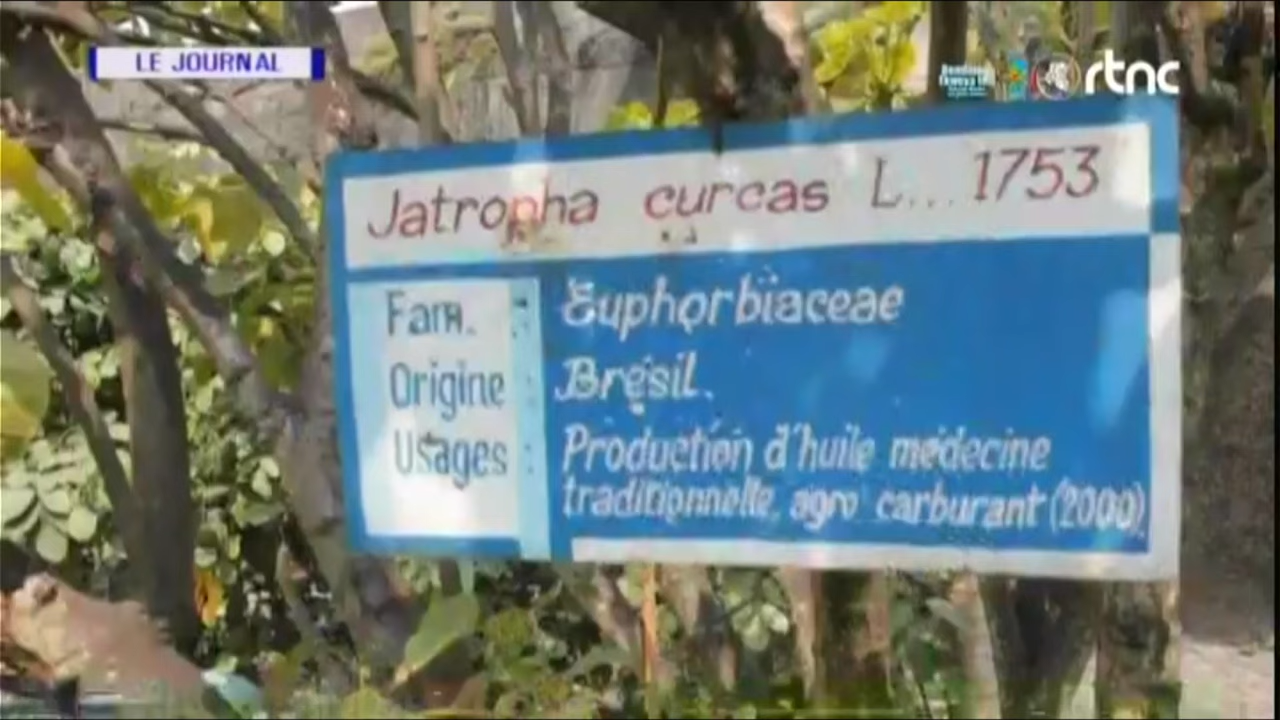 LE JOURNAL
rtnc
Jatropha curcas L... 1753
Fam. : Euphorbiaceae
Origine : Brésil.
Usages : Production d'huile médecine
traditionnelle, agro carburant (2000)